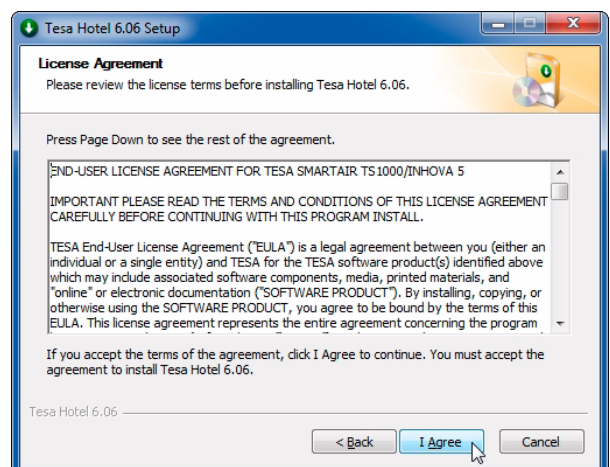 Tesa Hotel 6.06 Setup
License Agreement
Please review the license terms before installing Tesa Hotel 6.06.
Press Page Down to see the rest of the agreement.
END-USER LICENSE AGREEMENT FOR TESA SMARTAIR TS1000/INHOVA 5
IMPORTANT PLEASE READ THE TERMS AND CONDITIONS OF THIS LICENSE AGREEMENT
CAREFULLY BEFORE CONTINUING WITH THIS PROGRAM INSTALL.
TESA End-User License Agreement ("EULA") is a legal agreement between you (either an
individual or a single entity) and TESA for the TESA software product(s) identified above
which may include associated software components, media, printed materials, and
"online" or electronic documentation ("SOFTWARE PRODUCT"). By installing, copying, or
otherwise using the SOFTWARE PRODUCT, you agree to be bound by the terms of this
EULA. This license agreement represents the entire agreement concerning the program
If you accept the terms of the agreement, click I Agree to continue. You must accept the
agreement to install Tesa Hotel 6.06.
Tesa Hotel 6.06
< Back I Agree Cancel